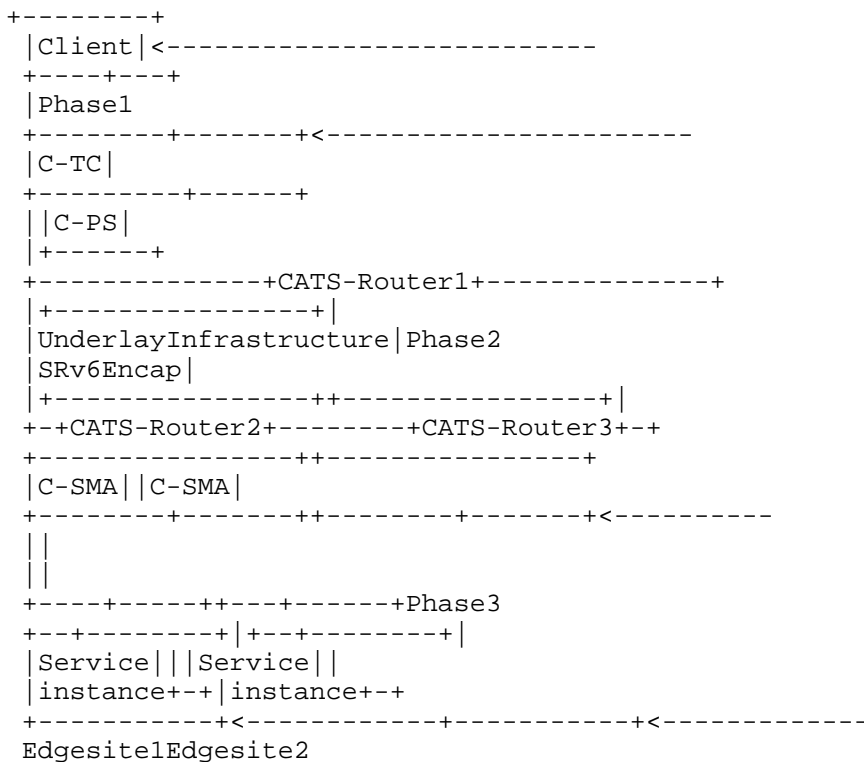 +--------+
|Client|<---------------------------
+----+---+
|Phase1
+--------+-------+<-----------------------
|C-TC|
+---------+------+
||C-PS|
|+------+
+--------------+CATS-Router1+--------------+
|+----------------+|
|UnderlayInfrastructure|Phase2
|SRv6Encap|
|+----------------++----------------+|
+-+CATS-Router2+--------+CATS-Router3+-+
+----------------++----------------+
|C-SMA||C-SMA|
+--------+-------++--------+-------+<----------
||
||
+----+-----++---+------+Phase3
+--+--------+|+--+--------+|
|Service|||Service||
|instance+-+|instance+-+
+-----------+<------------+-----------+<-------------
Edgesite1Edgesite2